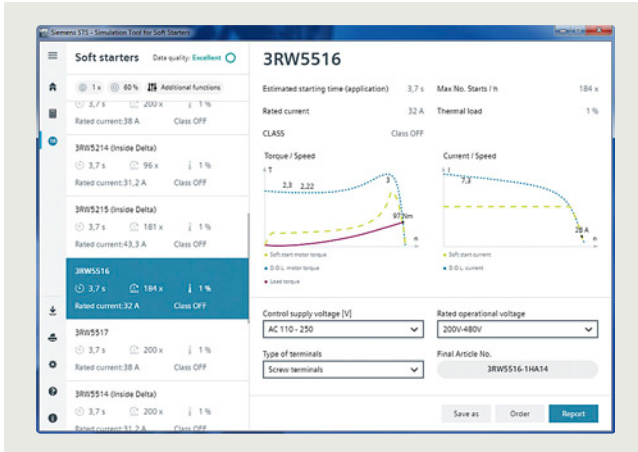 Siemens STS - Simulation Tool for Soft Starters
Soft starters
Data quality: Excellent
1 x
60 %
Additional functions
3,7 s
200 x
1 %
Rated current:38 A
Class OFF
3RW5214 (Inside Delta)
3,7 s
96 x
1 %
Rated current:31,2 A
Class OFF
3RW5215 (Inside Delta)
3,7 s
181 x
1 %
Rated current:43,3 A
Class OFF
3RW5516
3,7 s
184 x
1 %
Rated current:32 A
Class OFF
3RW5517
3,7 s
200 x
1 %
Rated current:38 A
Class OFF
3RW5514 (Inside Delta)
3,7 s
200 x
1 %
Rated current:31,2 A
Class OFF
3RW5516
Estimated starting time (application)
3,7 s
Max No. Starts / h
184 x
Rated current
32 A
Thermal load
1 %
CLASS
Class OFF
Torque / Speed
T
2,3
2,22
3
97 Nm
n
Soft start motor torque
D.O.L. motor torque
Load torque
Current / Speed
I
7,3
28 A
n
Soft start current
D.O.L. current
Control supply voltage [V]
AC 110 - 250
Rated operational voltage
200V-480V
Type of terminals
Screw terminals
Final Article No.
3RW5516-1HA14
Save as
Order
Report